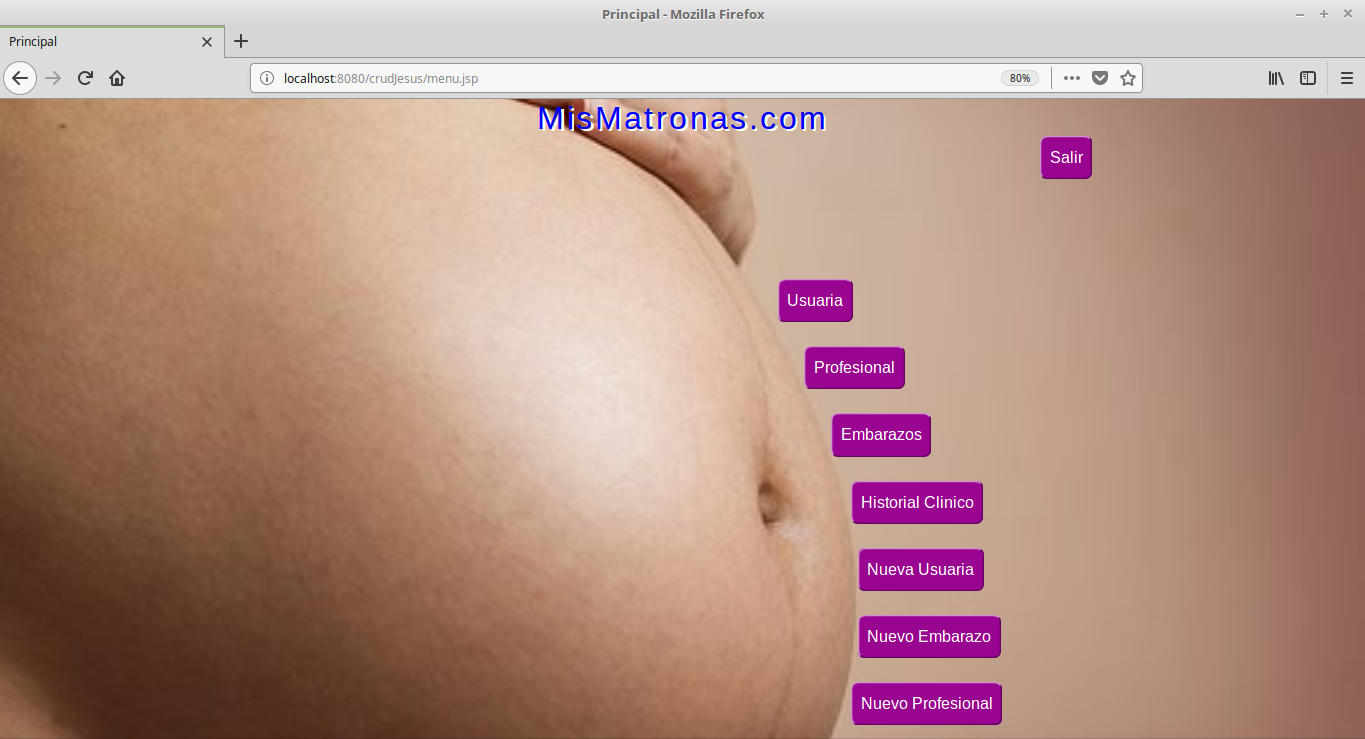 Principal - Mozilla Firefox
Principal
localhost:8080/crudJesus/menu.jsp
80%
MisMatronas.com
Salir
Usuaria
Profesional
Embarazos
Historial Clinico
Nueva Usuaria
Nuevo Embarazo
Nuevo Profesional